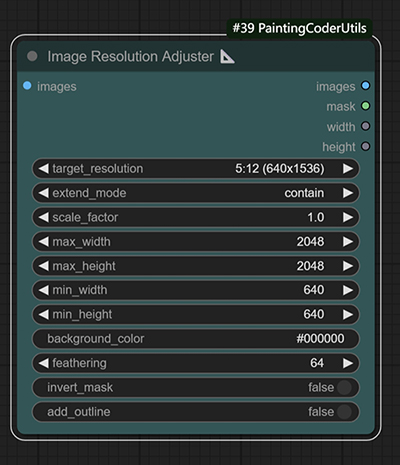 #39 PaintingCoderUtils
Image Resolution Adjuster 📐
images images
mask
width
height
target_resolution 5:12 (640x1536)
extend_mode contain
scale_factor 1.0
max_width 2048
max_height 2048
min_width 640
min_height 640
background_color #000000
feathering 64
invert_mask false
add_outline false